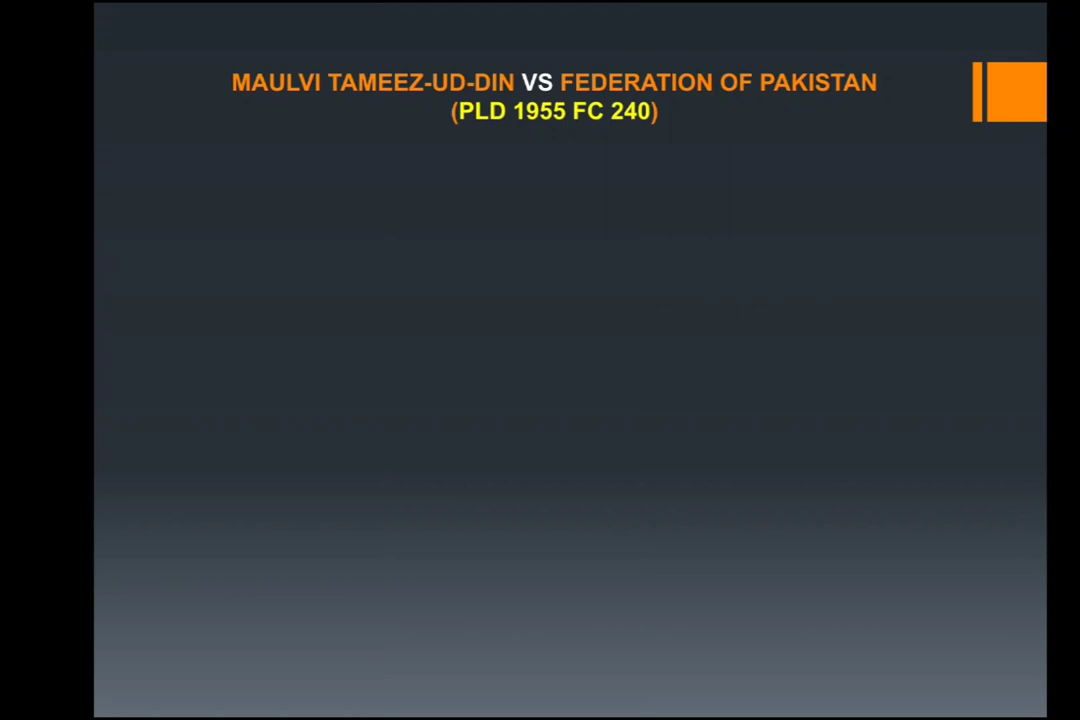 MAULVI TAMEEZ-UD-DIN VS FEDERATION OF PAKISTAN
(PLD 1955 FC 240)